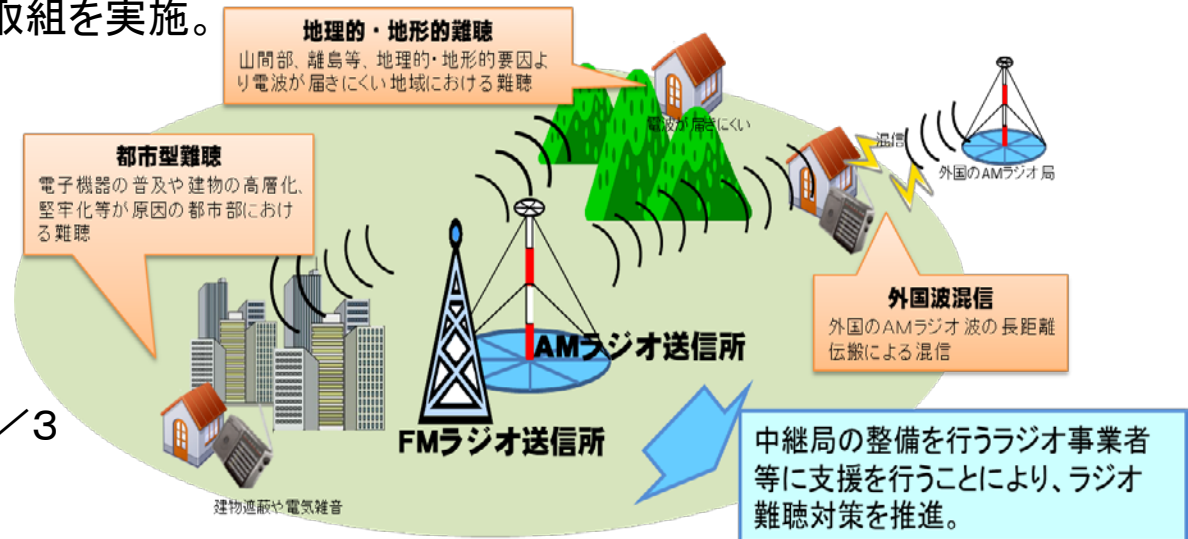 取組を実施。
地理的・地形的難聴
山間部、離島等、地理的・地形的要因よ
り電波が届きにくい地域における難聴
電波が届きにくい
混信
外国のAMラジオ局
都市型難聴
電子機器の普及や建物の高層化、
堅牢化等が原因の都市部におけ
る難聴
外国波混信
外国のAMラジオ波の長距離
伝搬による混信
AMラジオ送信所
FMラジオ送信所
／3
建物遮蔽や電気雑音
中継局の整備を行うラジオ事業者
等に支援を行うことにより、ラジオ
難聴対策を推進。